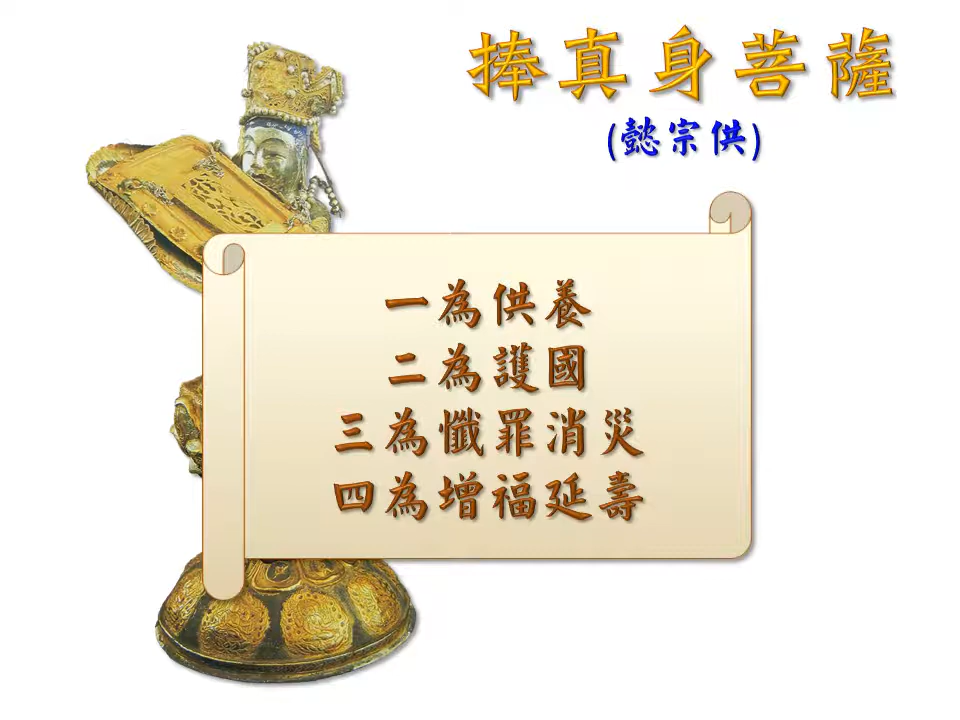 捧真身菩薩
(懿宗供)
一為供養
二為護國
三為懺罪消災
四為增福延壽